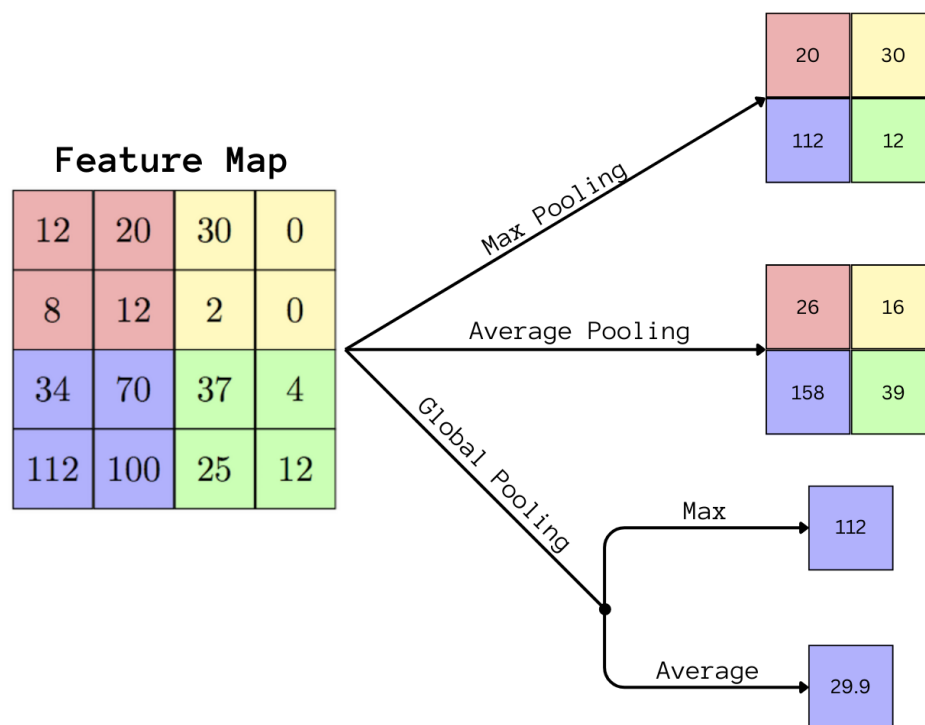 Feature Map
12 20 30 0
8 12 2 0
34 70 37 4
112 100 25 12
Max Pooling
20 30
112 12
Average Pooling
26 16
158 39
Global Pooling
Max
112
Average
29.9